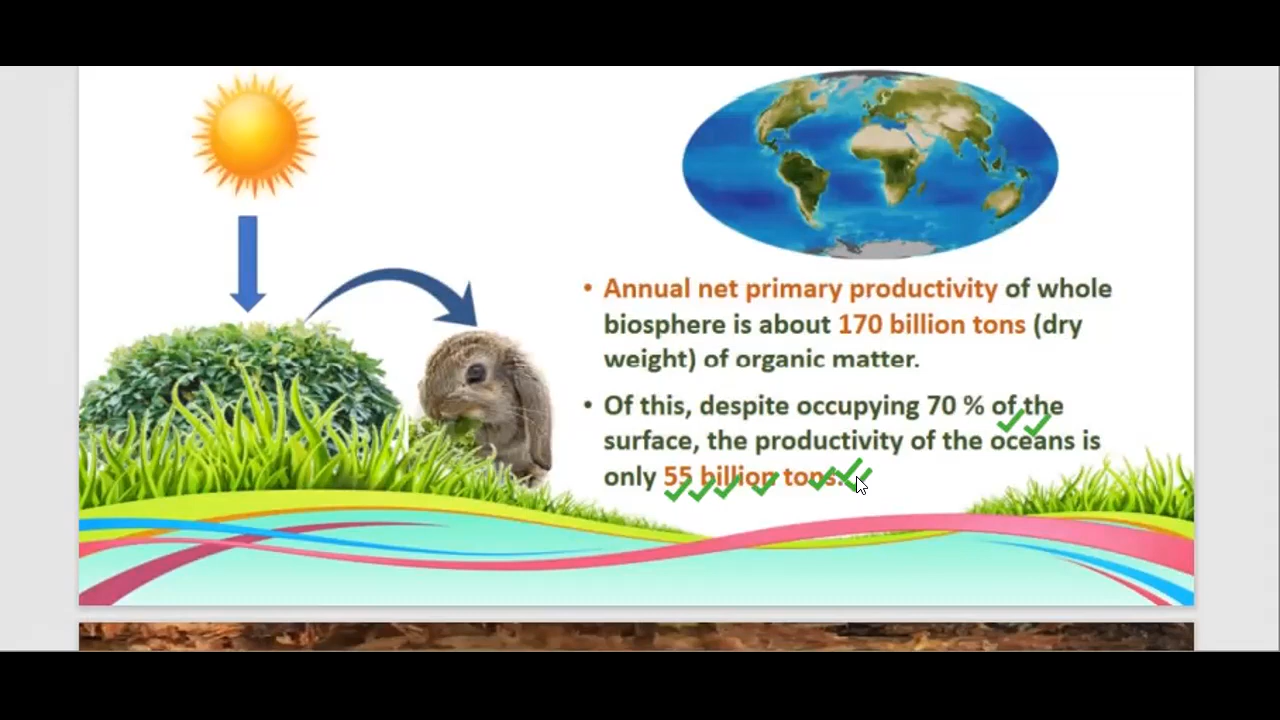 • Annual net primary productivity of whole
biosphere is about 170 billion tons (dry
weight) of organic matter.
• Of this, despite occupying 70 % of the
surface, the productivity of the oceans is
only 55 billion tons.